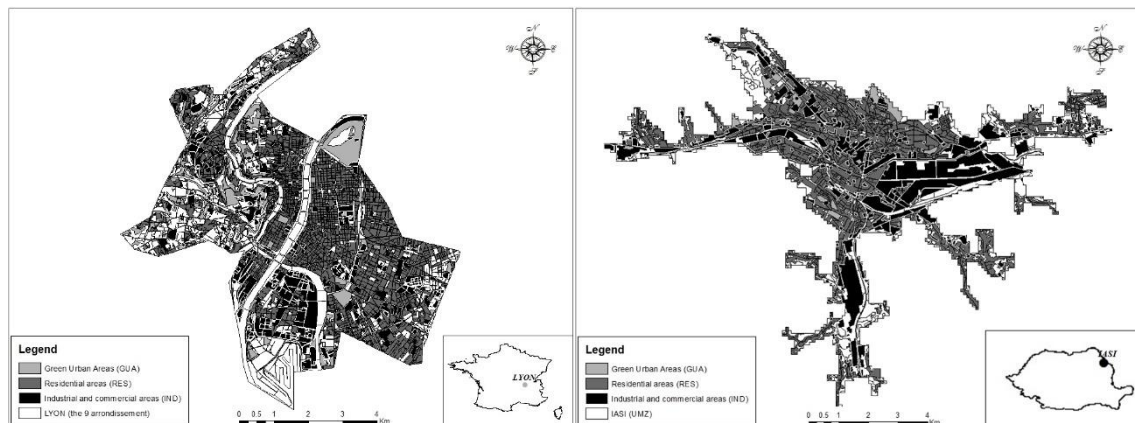 N
W
E
S
Legend
Green Urban Areas (GUA)
Residential areas (RES)
Industrial and commercial areas (IND)
LYON (the 9 arrondissement)
0 0.5 1 2 3 4
Km
LYON
N
W
E
S
Legend
Green Urban Areas (GUA)
Residential areas (RES)
Industrial and commercial areas (IND)
IASI (UMZ)
0 0.5 1 2 3 4
Km
IASI